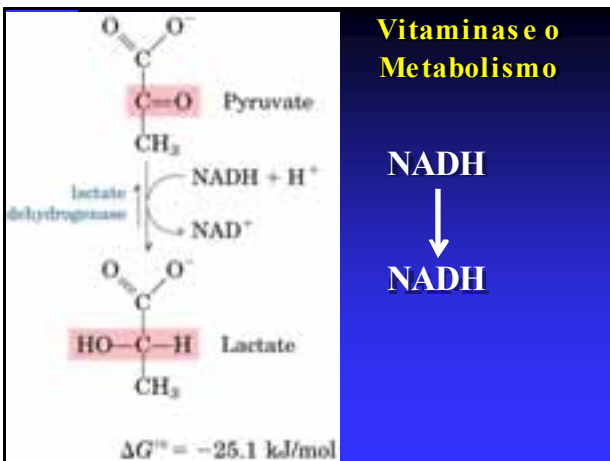 O O⁻
C
C=O Pyruvate
CH₃
NADH + H⁺
lactate
dehydrogenase
NAD⁺
O O⁻
C
HO—C—H Lactate
CH₃
ΔG'° = −25.1 kJ/mol
Vitaminas e o
Metabolismo
NADH
NADH